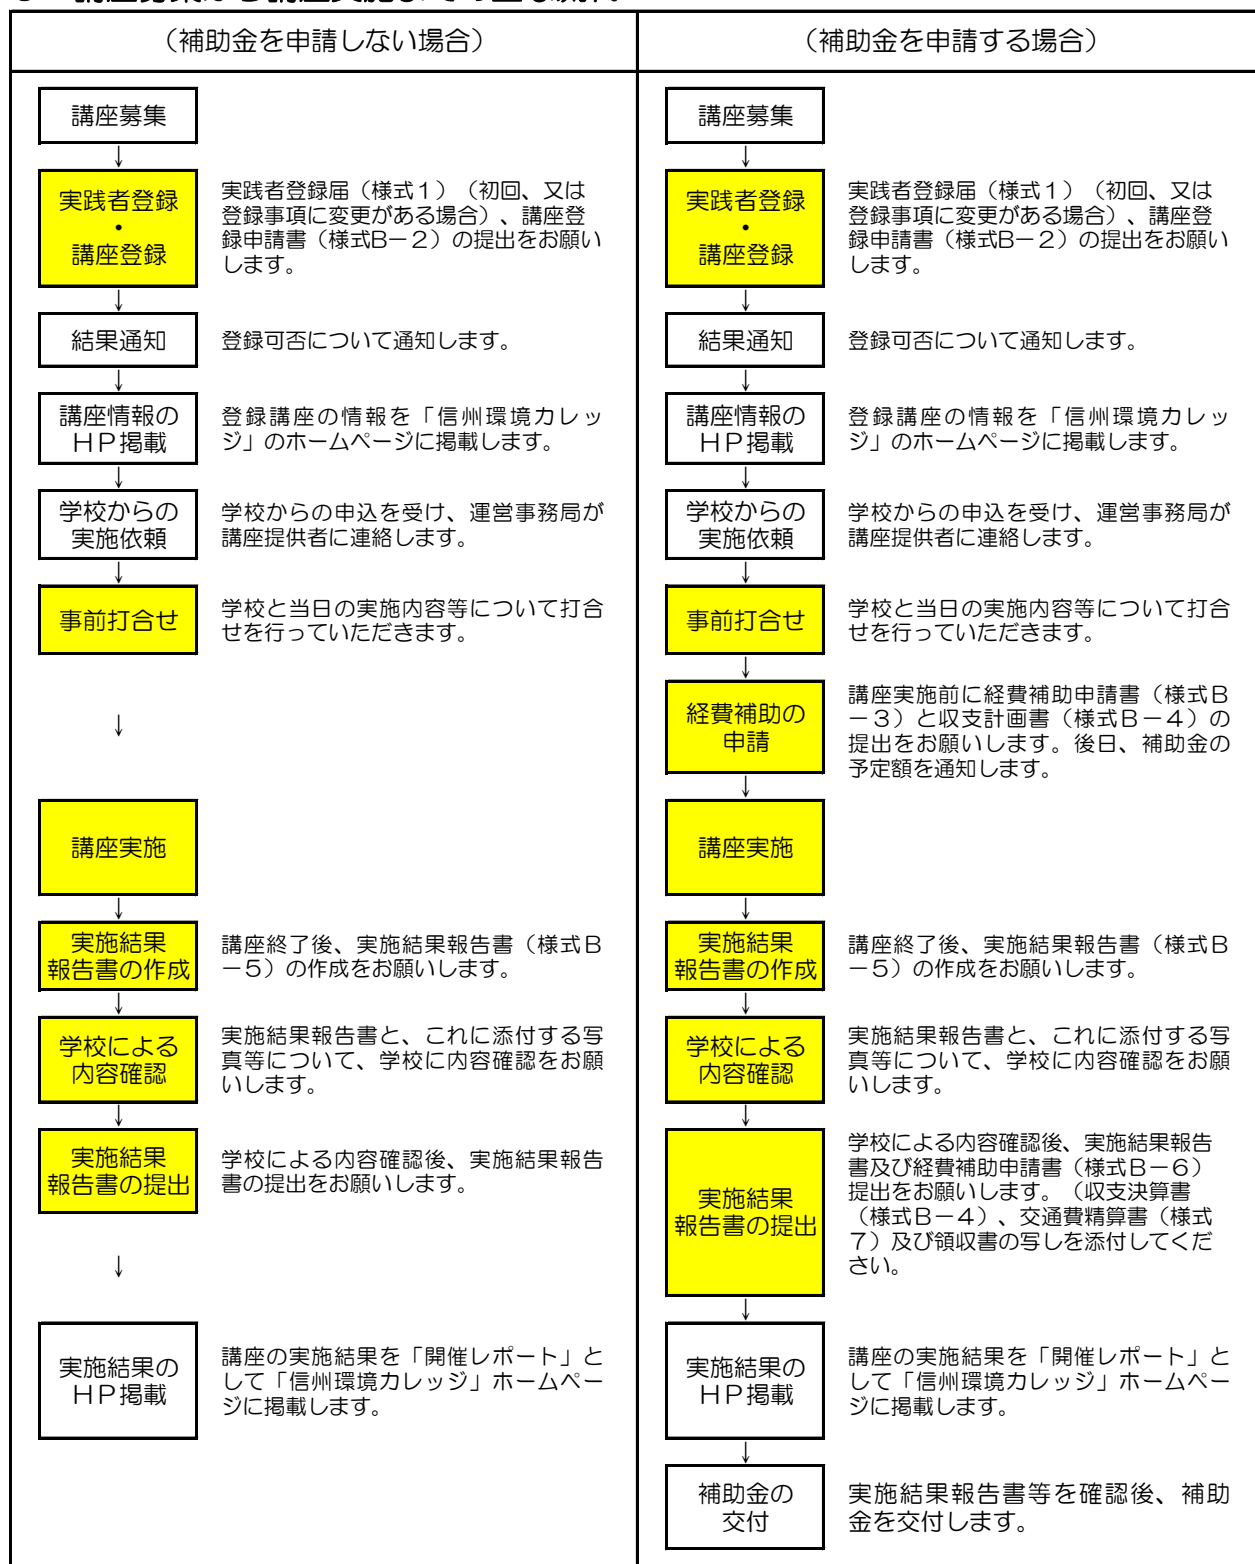 （補助金を申請しない場合）
講座募集
↓
実践者登録
・
講座登録
実践者登録届（様式１）（初回、又は
登録事項に変更がある場合）、講座登
録申請書（様式B－２）の提出をお願い
します。
↓
結果通知
登録可否について通知します。
↓
講座情報の
ＨＰ掲載
登録講座の情報を「信州環境カレッ
ジ」のホームページに掲載します。
↓
学校からの
実施依頼
学校からの申込を受け、運営事務局が
講座提供者に連絡します。
↓
事前打合せ
学校と当日の実施内容等について打合
せを行っていただきます。
↓
講座実施
↓
実施結果
報告書の作成
講座終了後、実施結果報告書（様式Ｂ
－５）の作成をお願いします。
↓
学校による
内容確認
実施結果報告書と、これに添付する写
真等について、学校に内容確認をお願
いします。
↓
実施結果
報告書の提出
学校による内容確認後、実施結果報告
書の提出をお願いします。
↓
実施結果の
ＨＰ掲載
講座の実施結果を「開催レポート」と
して「信州環境カレッジ」ホームペー
ジに掲載します。
（補助金を申請する場合）
講座募集
↓
実践者登録
・
講座登録
実践者登録届（様式１）（初回、又は
登録事項に変更がある場合）、講座登
録申請書（様式B－２）の提出をお願い
します。
↓
結果通知
登録可否について通知します。
↓
講座情報の
ＨＰ掲載
登録講座の情報を「信州環境カレッ
ジ」のホームページに掲載します。
↓
学校からの
実施依頼
学校からの申込を受け、運営事務局が
講座提供者に連絡します。
↓
事前打合せ
学校と当日の実施内容等について打合
せを行っていただきます。
↓
経費補助の
申請
講座実施前に経費補助申請書（様式Ｂ
－３）と収支計画書（様式Ｂ－４）の
提出をお願いします。後日、補助金の
予定額を通知します。
↓
講座実施
↓
実施結果
報告書の作成
講座終了後、実施結果報告書（様式Ｂ
－５）の作成をお願いします。
↓
学校による
内容確認
実施結果報告書と、これに添付する写
真等について、学校に内容確認をお願
いします。
↓
実施結果
報告書の提出
学校による内容確認後、実施結果報告
書及び経費補助申請書（様式Ｂ－６）
提出をお願いします。（収支決算書
（様式Ｂ－４）、交通費精算書（様式
７）及び領収書の写しを添付してくだ
さい。
↓
実施結果の
ＨＰ掲載
講座の実施結果を「開催レポート」と
して「信州環境カレッジ」ホームペー
ジに掲載します。
↓
補助金の
交付
実施結果報告書等を確認後、補助
金を交付します。